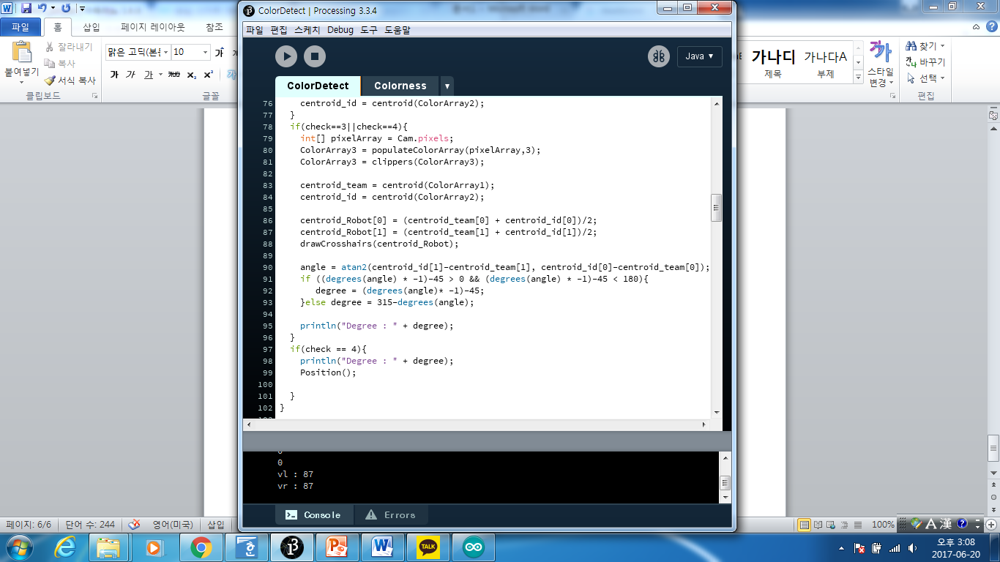 ColorDetect | Processing 3.3.4
파일 홈 삽입 페이지 레이아웃 참조
잘라내기
복사
서식 복사
붙여넣기
클립보드
맑은 고딕(본문 10
글꼴
가나디 가나다A
제목 부제
스타일 변경
찾기
바꾸기
선택
편집
파일 편집 스케치 Debug 도구 도움말
Java
ColorDetect Colorness
76 centroid_id = centroid(ColorArray2);
77 }
78 if(check==3||check==4){
79 int[] pixelArray = Cam.pixels;
80 ColorArray3 = populateColorArray(pixelArray,3);
81 ColorArray3 = clippers(ColorArray3);
82
83 centroid_team = centroid(ColorArray1);
84 centroid_id = centroid(ColorArray2);
85
86 centroid_Robot[0] = (centroid_team[0] + centroid_id[0])/2;
87 centroid_Robot[1] = (centroid_team[1] + centroid_id[1])/2;
88 drawCrosshairs(centroid_Robot);
89
90 angle = atan2(centroid_id[1]-centroid_team[1], centroid_id[0]-centroid_team[0]);
91 if ((degrees(angle) * -1)-45 > 0 && (degrees(angle) * -1)-45 < 180){
92 degree = (degrees(angle)* -1)-45;
93 }else degree = 315-degrees(angle);
94
95 println("Degree : " + degree);
96 }
97 if(check == 4){
98 println("Degree : " + degree);
99 Position();
100
101 }
102 }
0
vl : 87
vr : 87
Console Errors
페이지: 6/6 단어 수: 244 영어(미국) 삽입
100%
A 漢
TALK
오후 3:08
2017-06-20